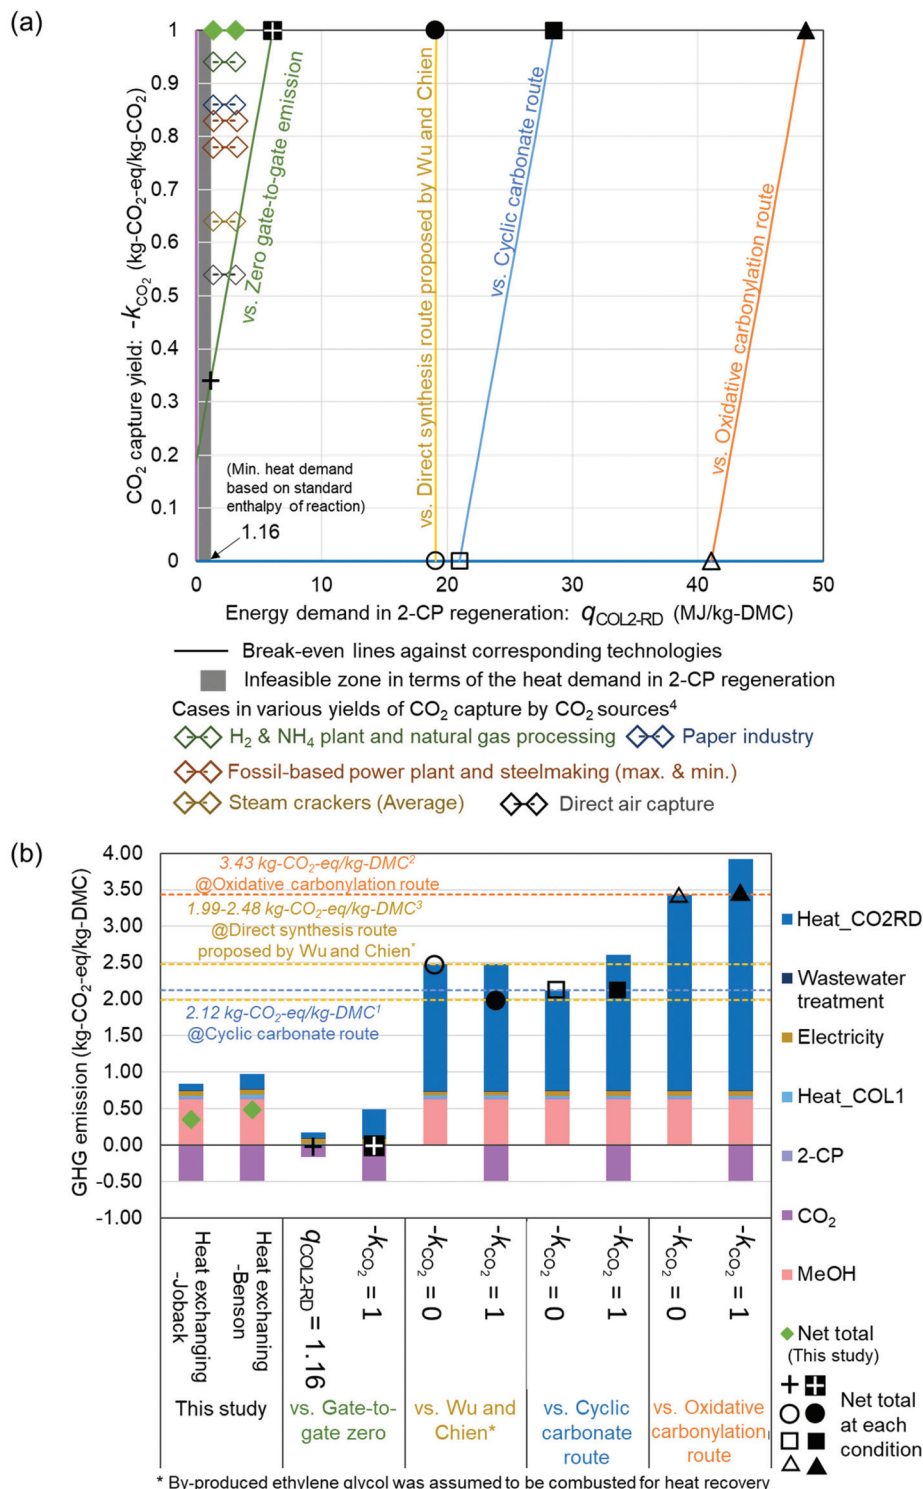 (a)
CO₂ capture yield: -kCO₂ (kg-CO₂-eq/kg-CO₂)
1
0.9
0.8
0.7
0.6
0.5
0.4
0.3
0.2
0.1
0
vs. Zero gate-to-gate emission
vs. Direct synthesis route proposed by Wu and Chien
vs. Cyclic carbonate route
vs. Oxidative carbonylation route
(Min. heat demand
based on standard
enthalpy of reaction)
1.16
0 10 20 30 40 50
Energy demand in 2-CP regeneration: qCOL2-RD (MJ/kg-DMC)
Break-even lines against corresponding technologies
Infeasible zone in terms of the heat demand in 2-CP regeneration
Cases in various yields of CO₂ capture by CO₂ sources⁴
H₂ & NH₄ plant and natural gas processing Paper industry
Fossil-based power plant and steelmaking (max. & min.)
Steam crackers (Average) Direct air capture
(b)
GHG emission (kg-CO₂-eq/kg-DMC)
4.00
3.50
3.00
2.50
2.00
1.50
1.00
0.50
0.00
-0.50
-1.00
3.43 kg-CO₂-eq/kg-DMC²
@Oxidative carbonylation route
1.99-2.48 kg-CO₂-eq/kg-DMC³
@Direct synthesis route
proposed by Wu and Chien*
2.12 kg-CO₂-eq/kg-DMC¹
@Cyclic carbonate route
Heat exchanging
-Joback
Heat exchaning
-Benson
qCOL2-RD = 1.16
-kCO₂ = 1
-kCO₂ = 0
-kCO₂ = 1
-kCO₂ = 0
-kCO₂ = 1
-kCO₂ = 0
-kCO₂ = 1
This study
vs. Gate-to-
gate zero
vs. Wu and
Chien*
vs. Cyclic
carbonate
route
vs. Oxidative
carbonylation
route
Heat_CO2RD
Wastewater
treatment
Electricity
Heat_COL1
2-CP
CO₂
MeOH
Net total
(This study)
Net total
at each
condition
* By-produced ethylene glycol was assumed to be combusted for heat recovery